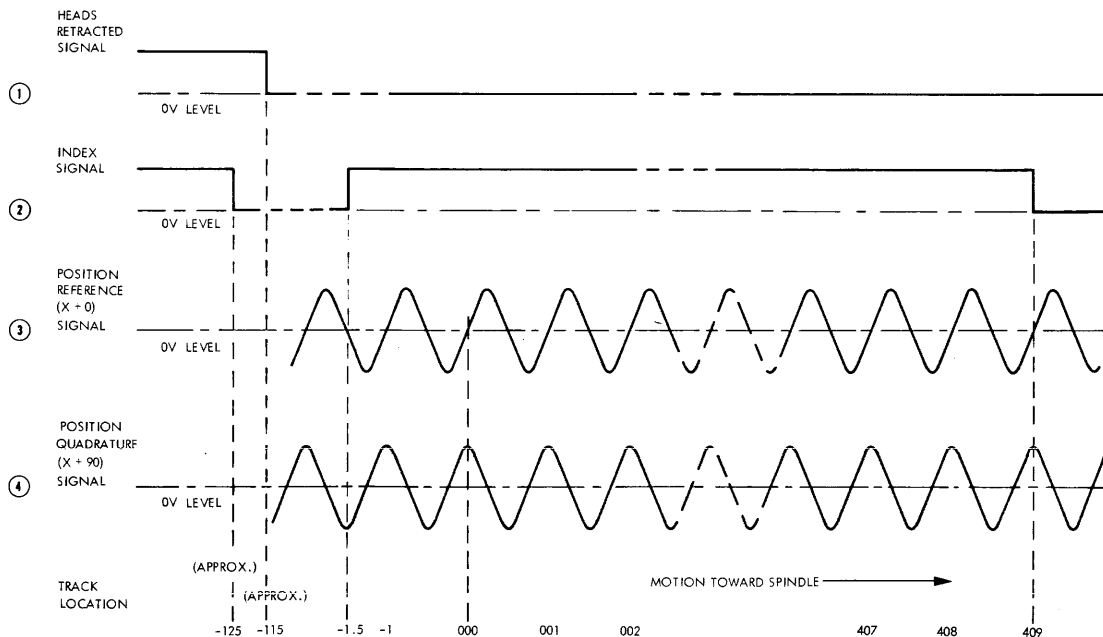 HEADS
RETRACTED
SIGNAL
1
0V LEVEL
INDEX
SIGNAL
2
0V LEVEL
POSITION
REFERENCE
(X + 0)
SIGNAL
3
0V LEVEL
POSITION
QUADRATURE
(X + 90)
SIGNAL
4
0V LEVEL
(APPROX.)
(APPROX.)
MOTION TOWARD SPINDLE
TRACK
LOCATION
-125 -115 -1.5 -1 000 001 002 407 408 409